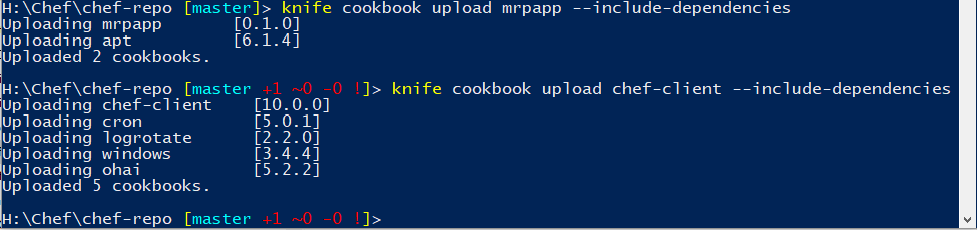 H:\Chef\chef-repo [master]> knife cookbook upload mrpapp --include-dependencies
Uploading mrpapp       [0.1.0]
Uploading apt          [6.1.4]
Uploaded 2 cookbooks.
H:\Chef\chef-repo [master +1 ~0 -0 !]> knife cookbook upload chef-client --include-dependencies
Uploading chef-client    [10.0.0]
Uploading cron           [5.0.1]
Uploading logrotate      [2.2.0]
Uploading windows        [3.4.4]
Uploading ohai           [5.2.2]
Uploaded 5 cookbooks.
H:\Chef\chef-repo [master +1 ~0 -0 !]>